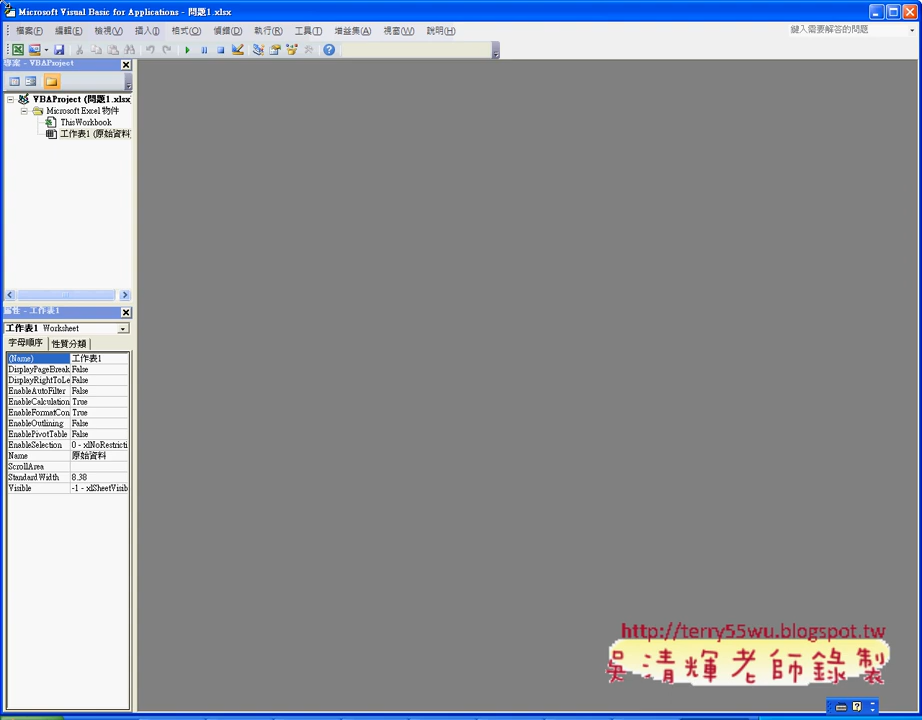 Microsoft Visual Basic for Applications - 問題1.xlsx
檔案(F) 編輯(E) 檢視(V) 插入(I) 格式(O) 偵錯(D) 執行(R) 工具(T) 增益集(A) 視窗(W) 說明(H) 鍵入需要解答的問題
專案 - VBAProject
VBAProject (問題1.xlsx
Microsoft Excel 物件
ThisWorkbook
工作表1 (原始資料
屬性 - 工作表1
工作表1 Worksheet
字母順序 性質分類
(Name) 工作表1
DisplayPageBreak False
DisplayRightToLe False
EnableAutoFilter False
EnableCalculation True
EnableFormatCon True
EnableOutlining False
EnablePivotTable False
EnableSelection 0 - xlNoRestricti
Name 原始資料
ScrollArea
StandardWidth 8.38
Visible -1 - xlSheetVisib
http://terry55wu.blogspot.tw
吳清輝老師錄製